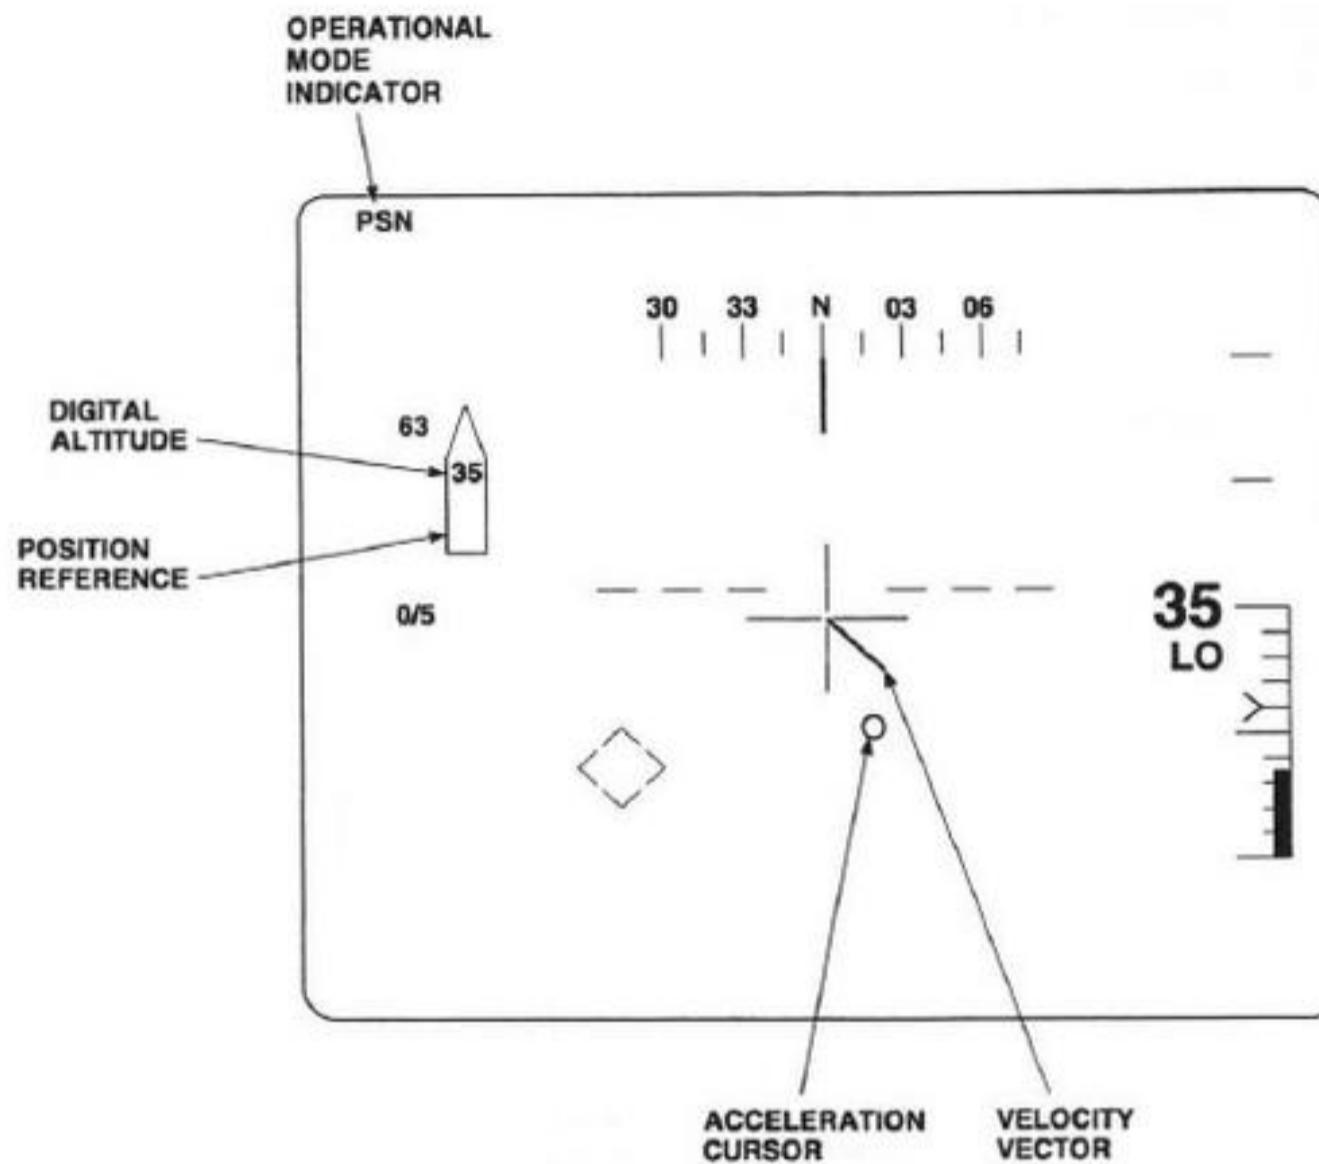 OPERATIONAL
MODE
INDICATOR
PSN
30 33 N 03 06
DIGITAL
ALTITUDE
63
35
POSITION
REFERENCE
0/5
35
LO
ACCELERATION
CURSOR
VELOCITY
VECTOR